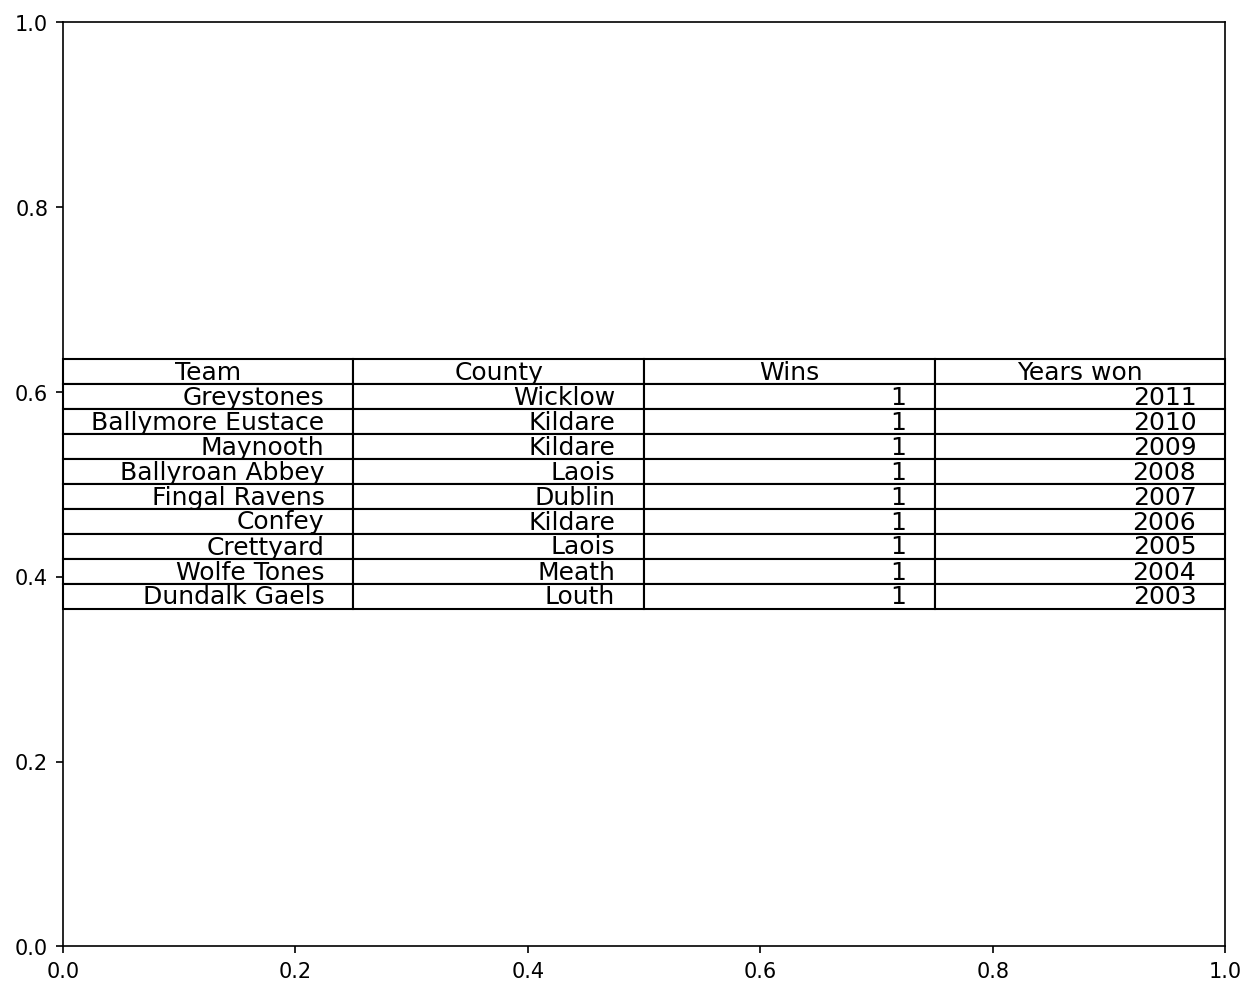 1.0
0.8
Team County Wins Years won
0.6 Greystones Wicklow 1 2011
Ballymore Eustace Kildare 1 2010
Maynooth Kildare 1 2009
Ballyroan Abbey Laois 1 2008
Fingal Ravens Dublin 1 2007
Confey Kildare 1 2006
Crettyard Laois 1 2005
0.4 Wolfe Tones Meath 1 2004
Dundalk Gaels Louth 1 2003
0.2
0.0
0.0 0.2 0.4 0.6 0.8 1.0